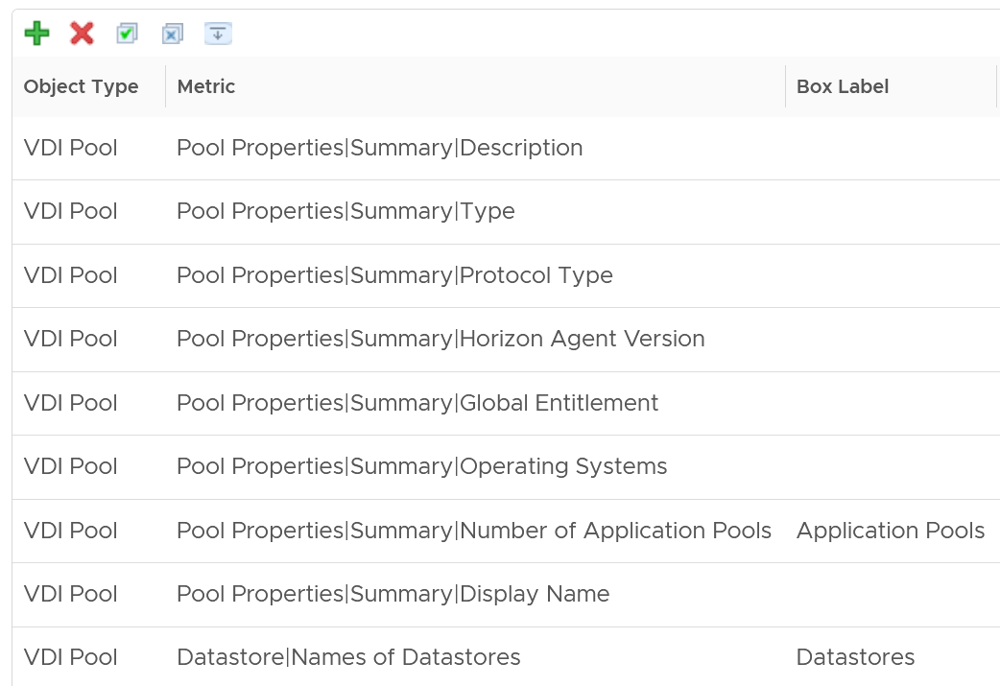 Object Type Metric Box Label
VDI Pool Pool Properties|Summary|Description
VDI Pool Pool Properties|Summary|Type
VDI Pool Pool Properties|Summary|Protocol Type
VDI Pool Pool Properties|Summary|Horizon Agent Version
VDI Pool Pool Properties|Summary|Global Entitlement
VDI Pool Pool Properties|Summary|Operating Systems
VDI Pool Pool Properties|Summary|Number of Application Pools Application Pools
VDI Pool Pool Properties|Summary|Display Name
VDI Pool Datastore|Names of Datastores Datastores